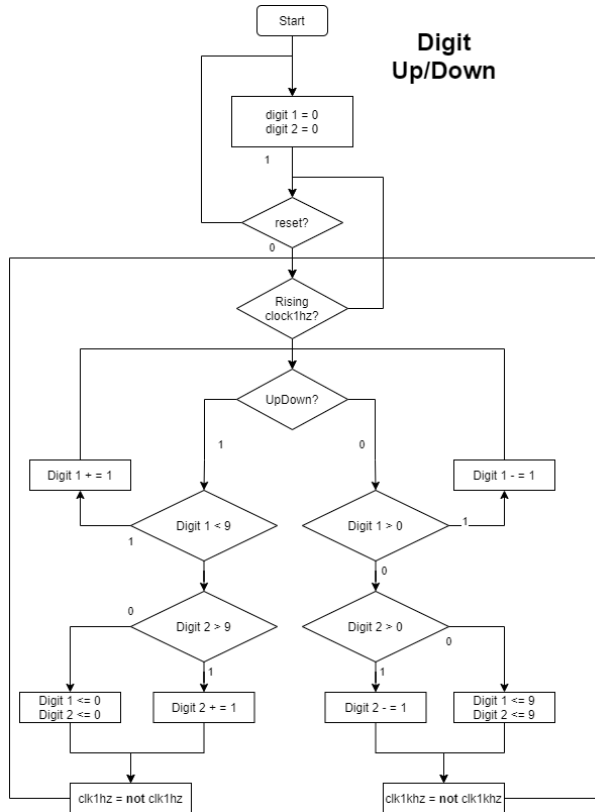 Start
Digit
Up/Down
digit 1 = 0
digit 2 = 0
1
reset?
0
Rising
clock1hz?
UpDown?
1
0
Digit 1 + = 1
Digit 1 - = 1
Digit 1 < 9
Digit 1 > 0
1
1
0
0
Digit 2 > 9
Digit 2 > 0
0
1
1
Digit 1 <= 0
Digit 2 <= 0
Digit 2 + = 1
Digit 2 - = 1
Digit 1 <= 9
Digit 2 <= 9
clk1hz = not clk1hz
clk1khz = not clk1khz